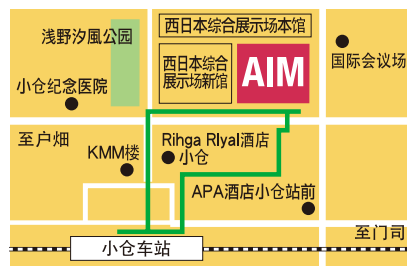 西日本综合展示场本馆
浅野汐風公园
西日本综合
展示场新馆
AIM
国际会议场
小仓纪念医院
至户畑
Rihga RIyal酒店
小仓
KMM楼
APA酒店小仓站前
至门司
小仓车站